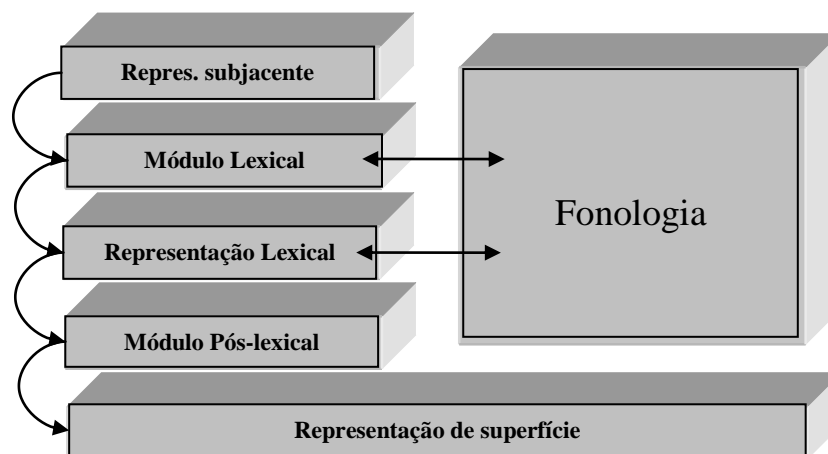 Repres. subjacente
Módulo Lexical
Fonologia
Representação Lexical
Módulo Pós-lexical
Representação de superfície